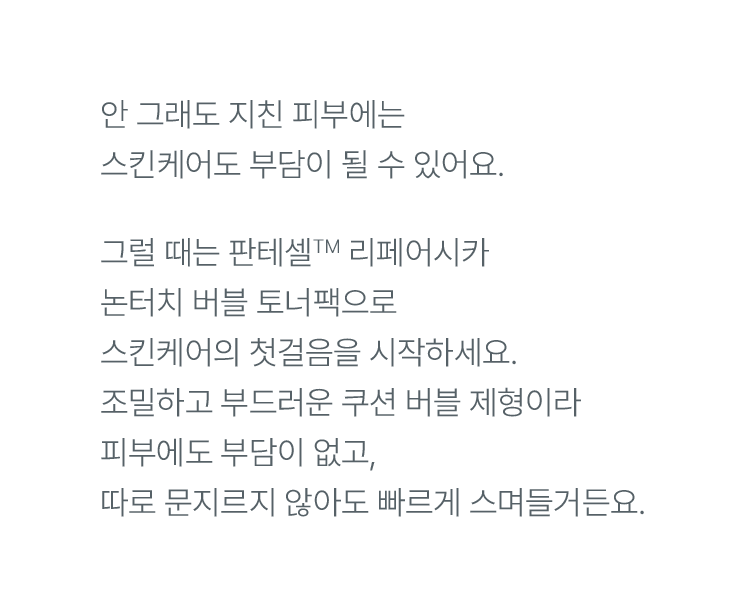 안 그래도 지친 피부에는
스킨케어도 부담이 될 수 있어요.
그럴 때는 판테셀™ 리페어시카
논터치 버블 토너팩으로
스킨케어의 첫걸음을 시작하세요.
조밀하고 부드러운 쿠션 버블 제형이라
피부에도 부담이 없고,
따로 문지르지 않아도 빠르게 스며들거든요.